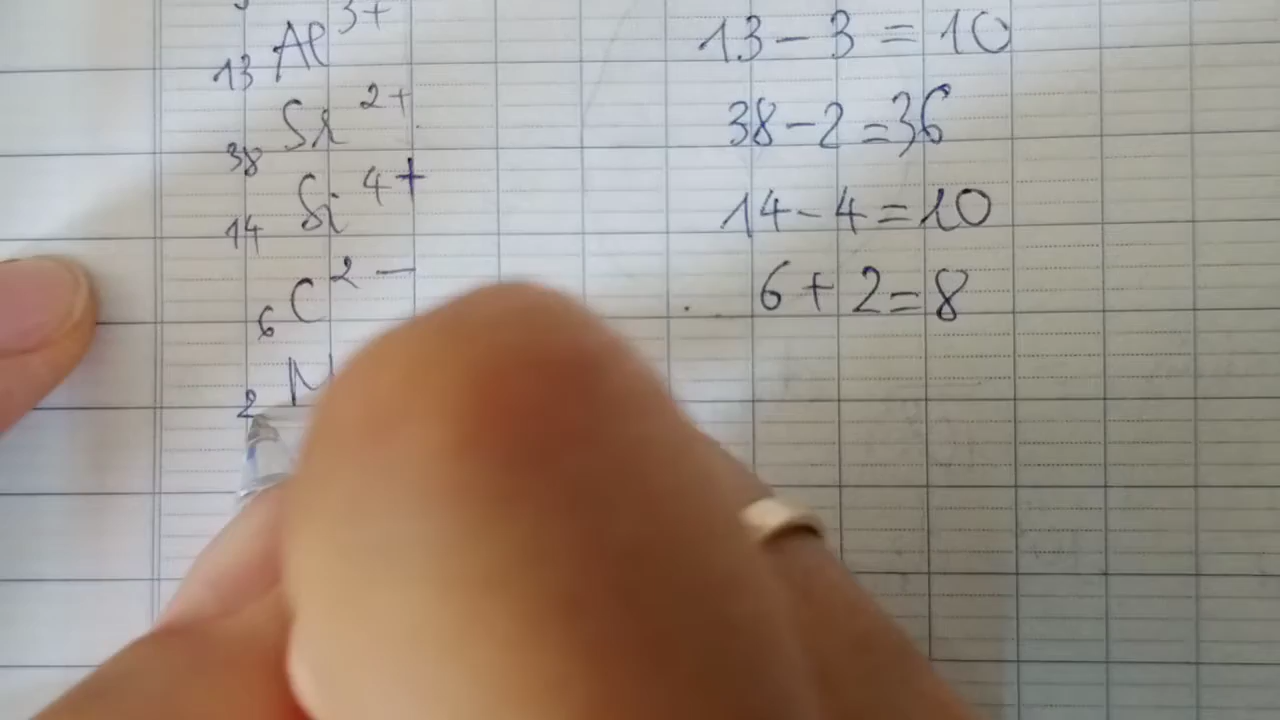 13 Al 3+ 13 - 3 = 10
38 Sr 2+ 38 - 2 = 36
14 Si 4+ 14 - 4 = 10
6 C 2- 6 + 2 = 8
2